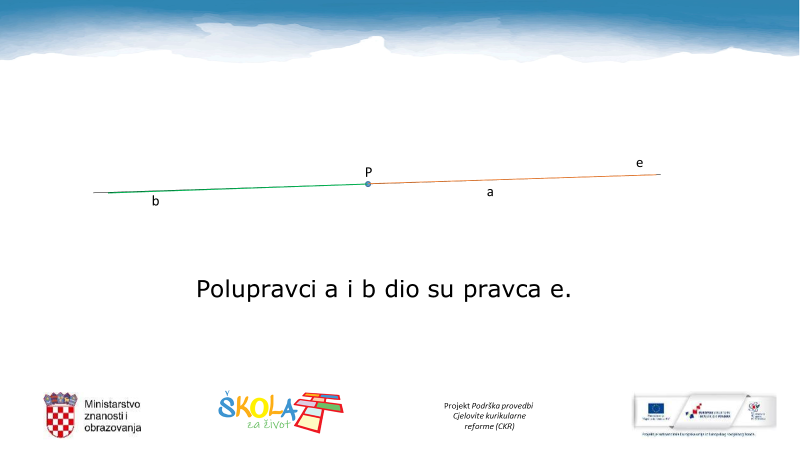 e
P
a
b
Polupravci a i b dio su pravca e.
Ministarstvo
znanosti i
obrazovanja
ŠKOLA
za život
Projekt Podrška provedbi
Cjelovite kurikularne
reforme (CKR)